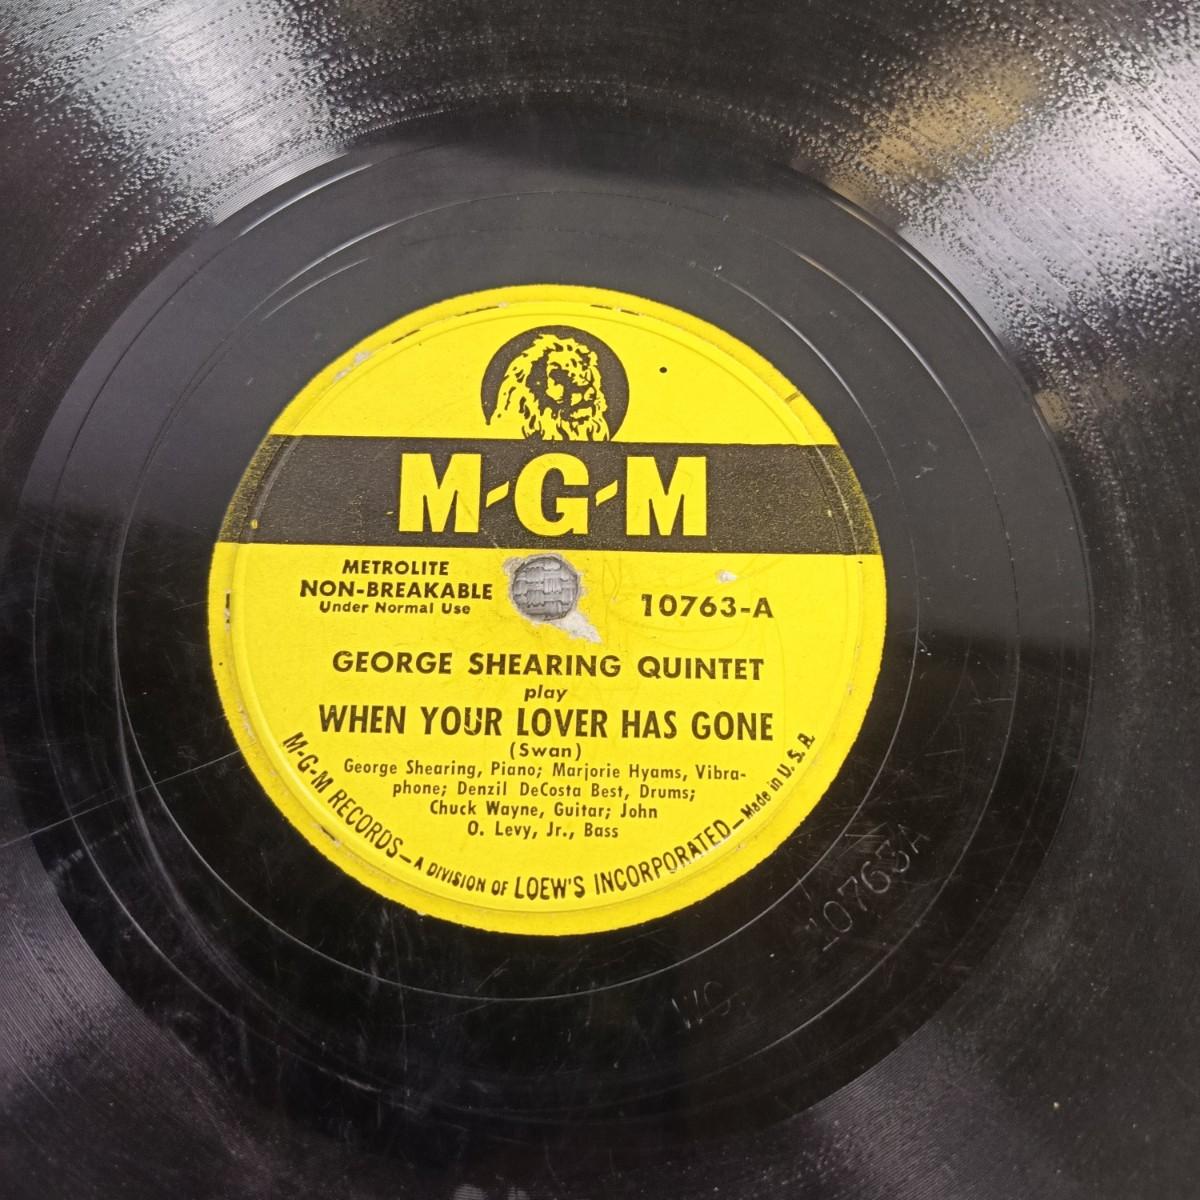 M-G-M
METROLITE
NON-BREAKABLE
Under Normal Use
10763-A
GEORGE SHEARING QUINTET
play
WHEN YOUR LOVER HAS GONE
(Swan)
George Shearing, Piano; Marjorie Hyams, Vibra-
phone; Denzil DeCosta Best, Drums;
Chuck Wayne, Guitar; John
O. Levy, Jr., Bass
M-G-M RECORDS—A DIVISION OF LOEW'S INCORPORATED—Made in U. S. A.
10763A